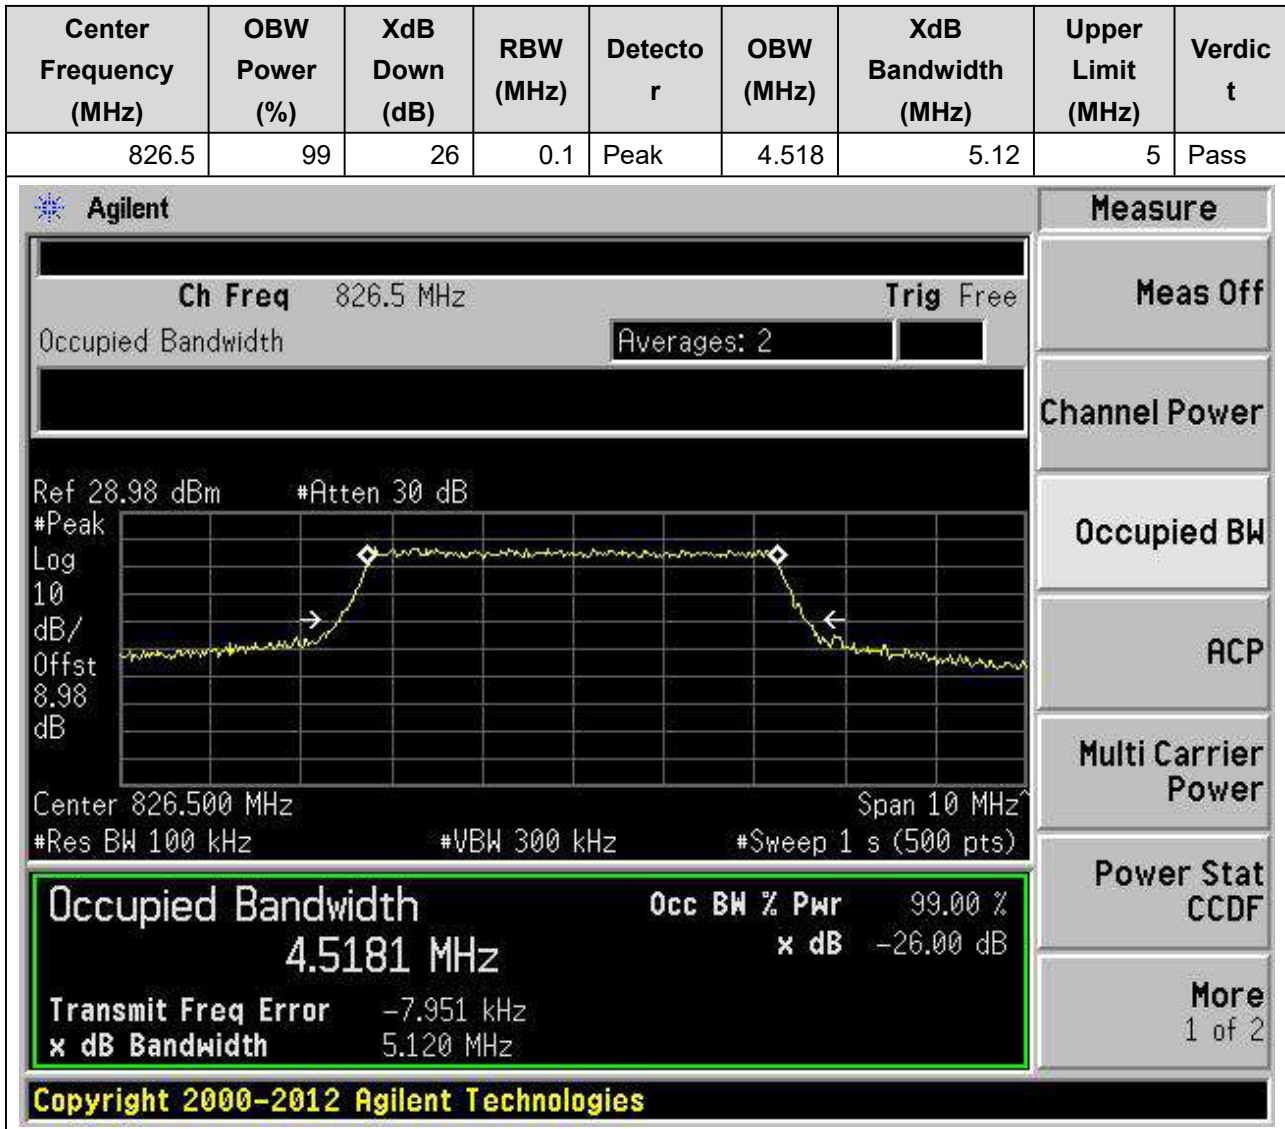 Center Frequency (MHz) OBW Power (%) XdB Down (dB) RBW (MHz) Detecto r OBW (MHz) XdB Bandwidth (MHz) Upper Limit (MHz) Verdic t
826.5 99 26 0.1 Peak 4.518 5.12 5 Pass
Agilent
Measure
Ch Freq 826.5 MHz Trig Free
Meas Off
Occupied Bandwidth Averages: 2
Channel Power
Ref 28.98 dBm #Atten 30 dB
#Peak
Log
10
dB/
Offst
8.98
dB
Occupied BW
ACP
Multi Carrier
Power
Center 826.500 MHz Span 10 MHz^
#Res BW 100 kHz #VBW 300 kHz #Sweep 1 s (500 pts)
Power Stat
CCDF
Occupied Bandwidth Occ BW % Pwr 99.00 %
4.5181 MHz x dB -26.00 dB
Transmit Freq Error -7.951 kHz
x dB Bandwidth 5.120 MHz
More
1 of 2
Copyright 2000-2012 Agilent Technologies